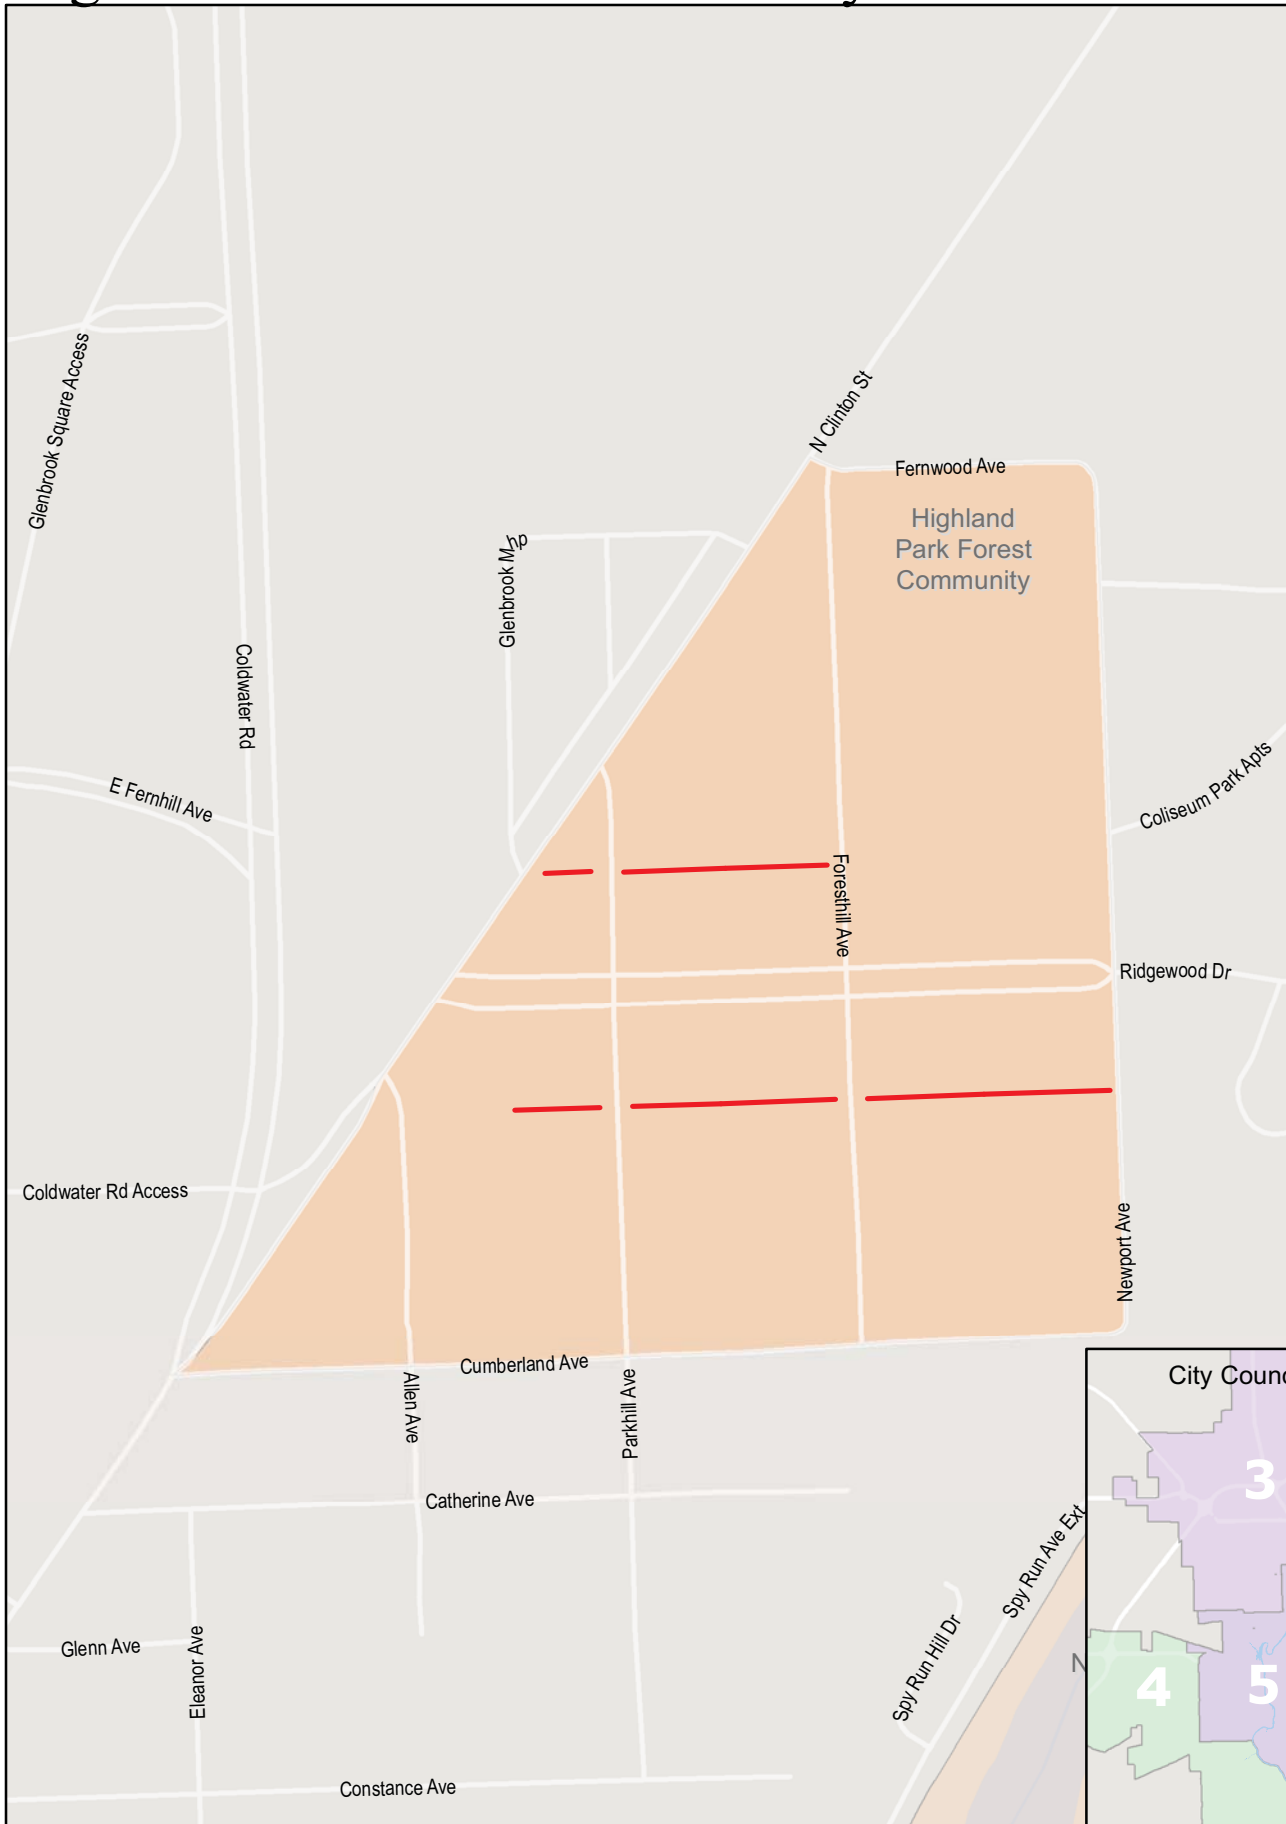 Glenbrook Square Access
N Clinton St
Fernwood Ave
Highland
Park Forest
Community
Glenbrook M
hp
Coldwater Rd
E Fernhill Ave
Coliseum Park Apts
Foresthill Ave
Ridgewood Dr
Coldwater Rd Access
Newport Ave
Cumberland Ave
Allen Ave
Parkhill Ave
City Counc
3
Catherine Ave
Spy Run Ave Ext
Glenn Ave
Eleanor Ave
Spy Run Hill Dr
N
4
5
Constance Ave